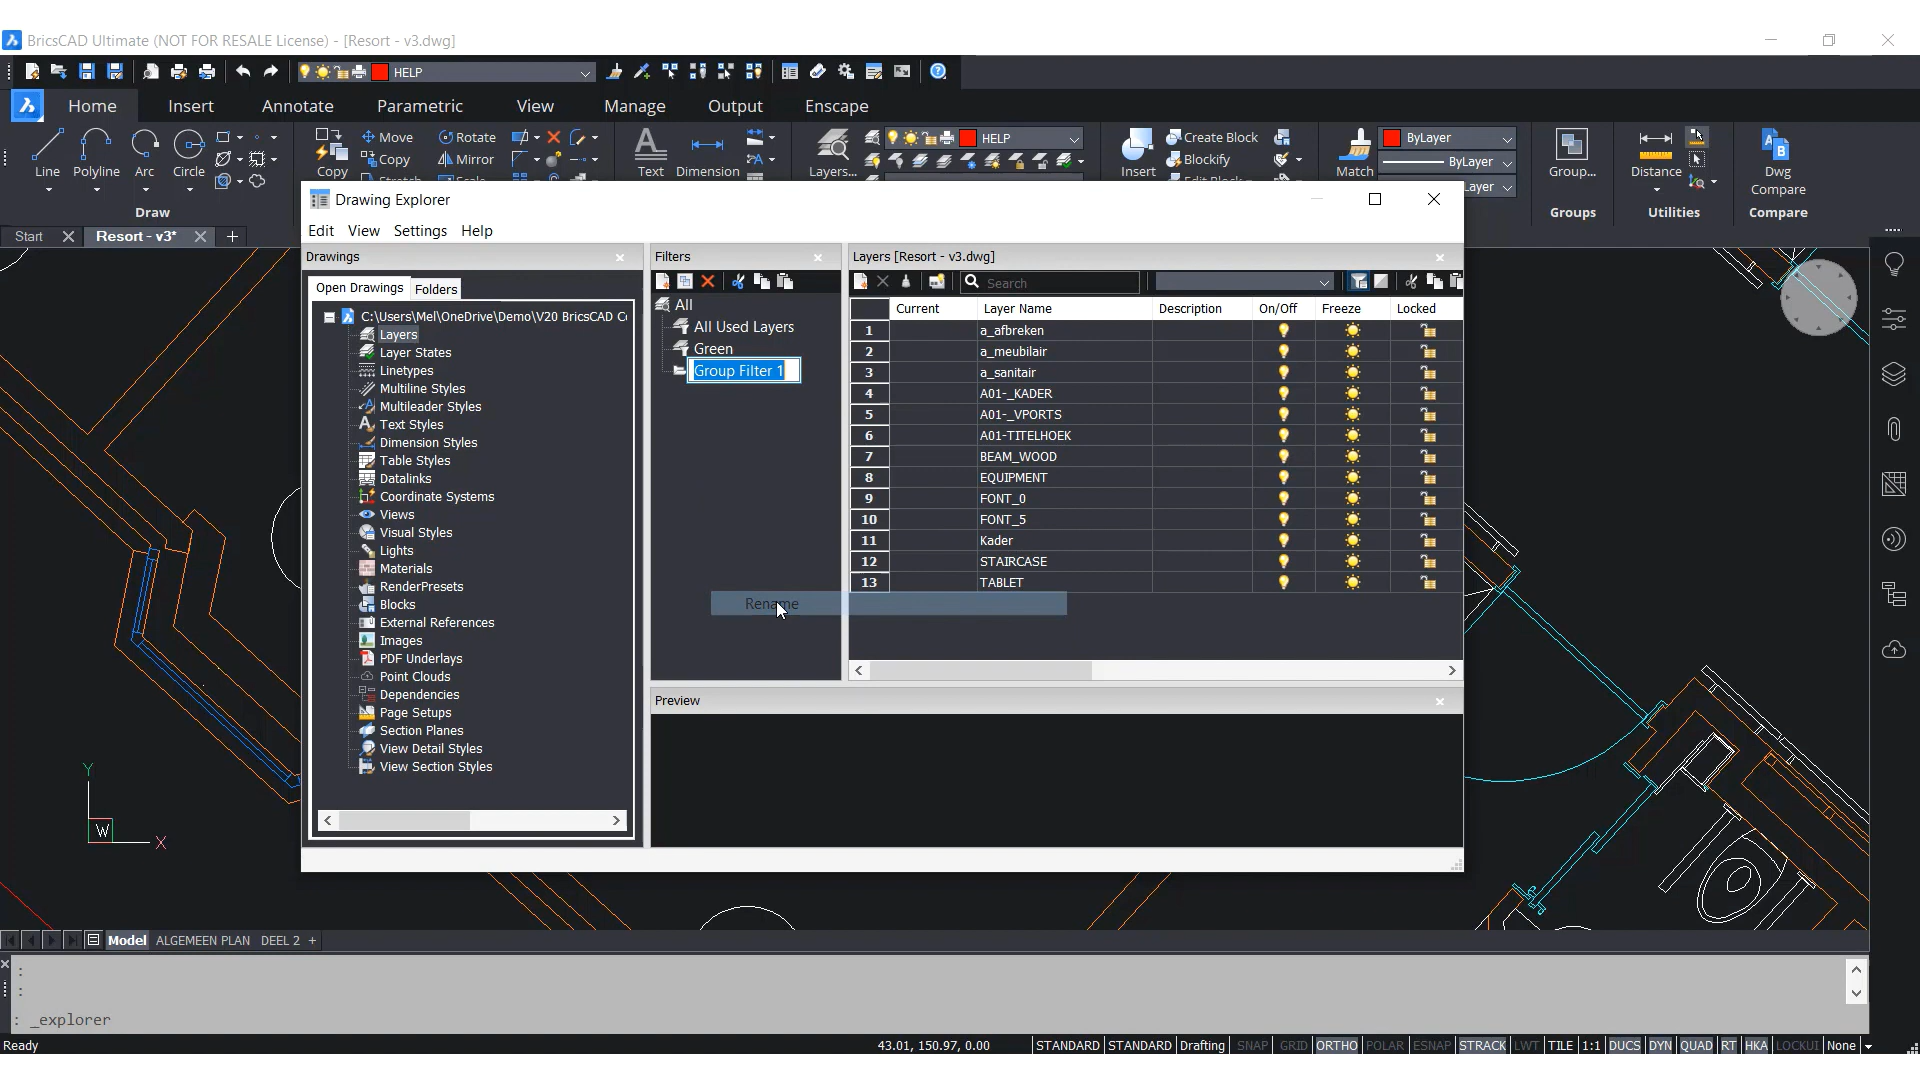 BricsCAD Ultimate (NOT FOR RESALE License) - [Resort - v3.dwg]
HELP
Home Insert Annotate Parametric View Manage Output Enscape
Move Rotate HELP Create Block ByLayer
Copy Mirror Blockify ByLayer
Line Polyline Arc Circle Copy Text Dimension Layers... Insert Match Layer Group... Distance Dwg Compare
Draw Groups Utilities Compare
Start Resort - v3* +
Drawing Explorer
Edit View Settings Help
Drawings
Open Drawings Folders
C:\Users\Mel\OneDrive\Demo\V20 BricsCAD Co
Layers
Layer States
Linetypes
Multiline Styles
Multileader Styles
Text Styles
Dimension Styles
Table Styles
Datalinks
Coordinate Systems
Views
Visual Styles
Lights
Materials
RenderPresets
Blocks
External References
Images
PDF Underlays
Point Clouds
Dependencies
Page Setups
Section Planes
View Detail Styles
View Section Styles
Filters
All
All Used Layers
Green
Group Filter 1
Rename
Layers [Resort - v3.dwg]
Search
Current Layer Name Description On/Off Freeze Locked
1 a_afbreken
2 a_meubilair
3 a_sanitair
4 A01-_KADER
5 A01-_VPORTS
6 A01-TITELHOEK
7 BEAM_WOOD
8 EQUIPMENT
9 FONT_0
10 FONT_5
11 Kader
12 STAIRCASE
13 TABLET
Preview
Y
W X
Model ALGEMEEN PLAN DEEL 2 +
:
:
: _explorer
Ready 43.01, 150.97, 0.00 STANDARD STANDARD Drafting SNAP GRID ORTHO POLAR ESNAP STRACK LWT TILE 1:1 DUCS DYN QUAD RT HKA LOCKUI None